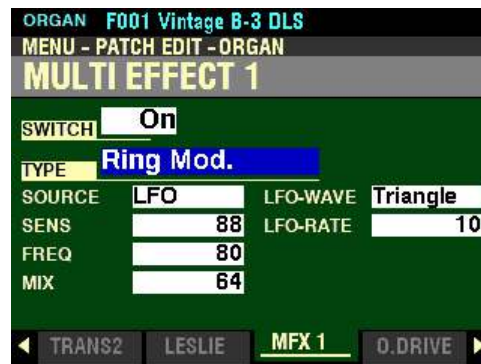 ORGAN F001 Vintage B-3 DLS
MENU - PATCH EDIT - ORGAN
MULTI EFFECT 1
SWITCH On
TYPE Ring Mod.
SOURCE LFO LFO-WAVE Triangle
SENS 88 LFO-RATE 10
FREQ 80
MIX 64
TRANS2 LESLIE MFX 1 O.DRIVE